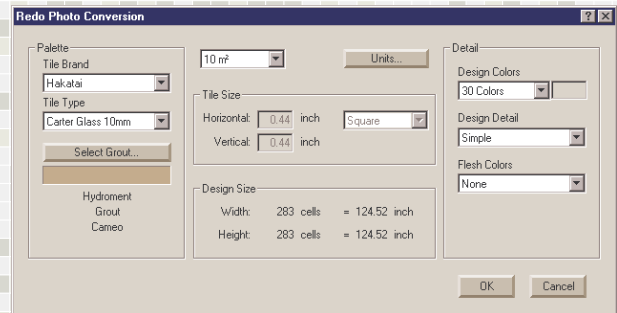 Redo Photo Conversion
Palette
Tile Brand
Hakatai
Tile Type
Carter Glass 10mm
Select Grout...
Hydroment
Grout
Cameo
10 m²
Units...
Tile Size
Horizontal: 0.44 inch
Square
Vertical: 0.44 inch
Design Size
Width: 283 cells = 124.52 inch
Height: 283 cells = 124.52 inch
Detail
Design Colors
30 Colors
Design Detail
Simple
Flesh Colors
None
OK
Cancel